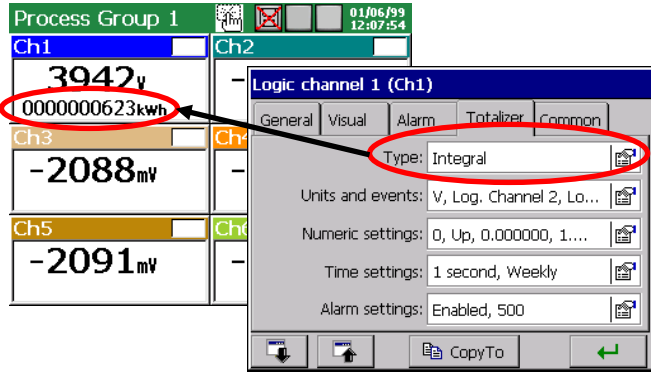 Process Group 1
01/06/99
12:07:54
Ch1
Ch2
3942v
0000000623kwh
Ch3
-2088mV
Ch5
-2091mV
Logic channel 1 (Ch1)
General Visual Alarm Totalizer Common
Type: Integral
Units and events: V, Log. Channel 2, Lo...
Numeric settings: 0, Up, 0.000000, 1....
Time settings: 1 second, Weekly
Alarm settings: Enabled, 500
CopyTo